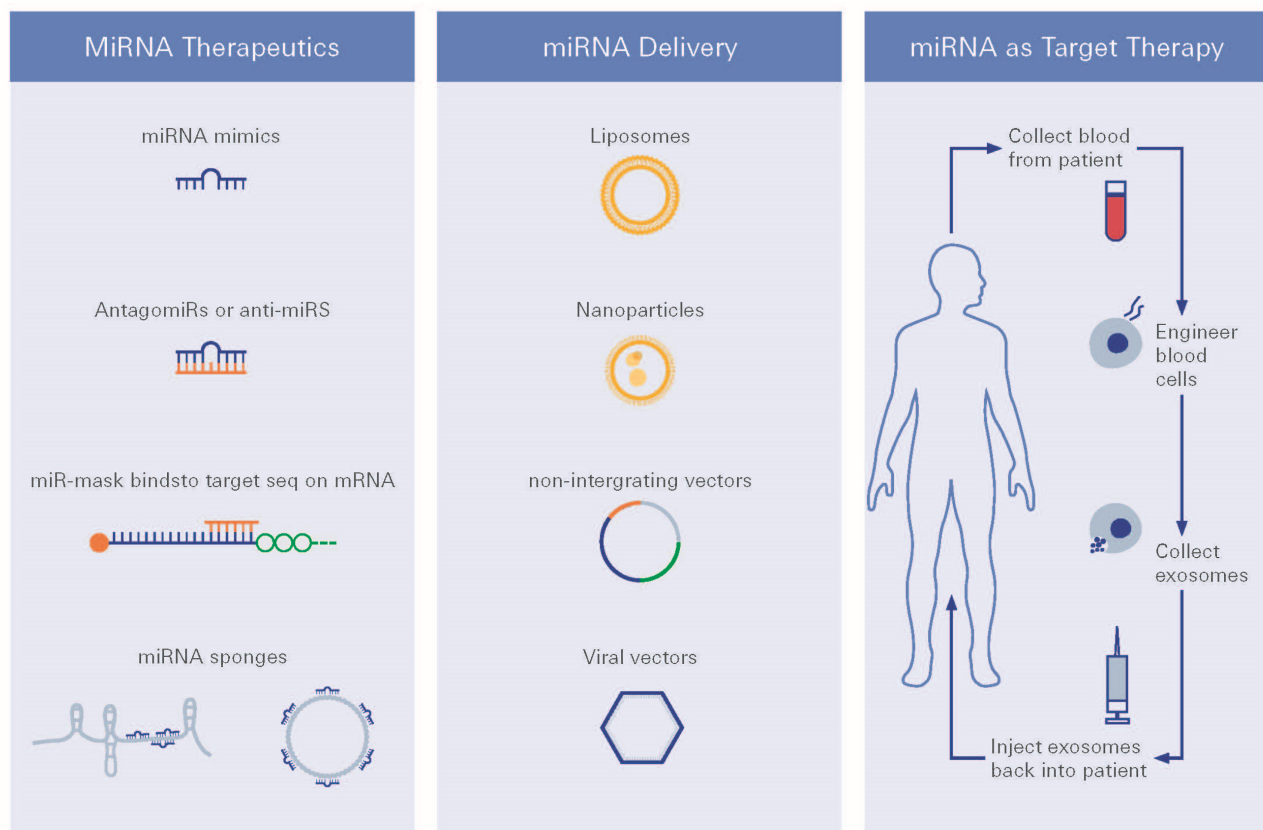 MiRNA Therapeutics
miRNA mimics
AntagomiRs or anti-miRS
miR-mask bindsto target seq on mRNA
miRNA sponges
miRNA Delivery
Liposomes
Nanoparticles
non-intergrating vectors
Viral vectors
miRNA as Target Therapy
Collect blood
from patient
Engineer
blood
cells
Collect
exosomes
Inject exosomes
back into patient